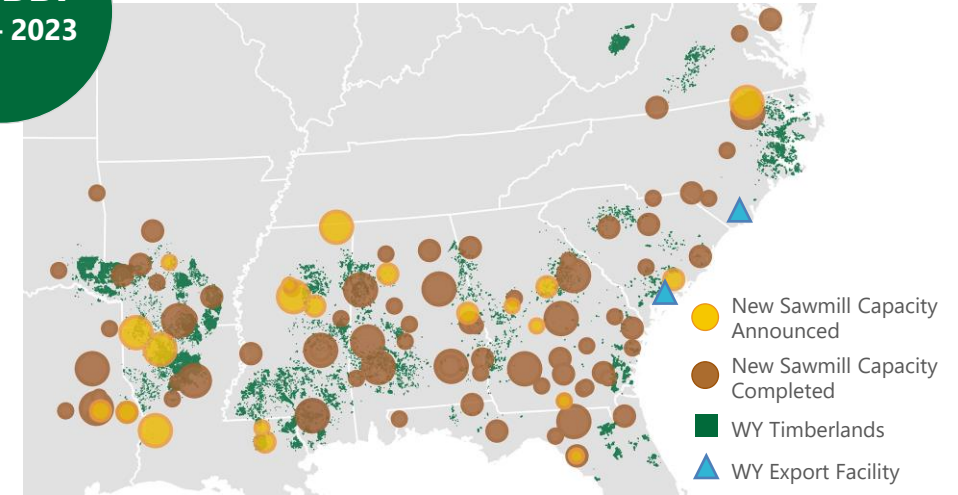 - 2023
New Sawmill Capacity
Announced
New Sawmill Capacity
Completed
WY Timberlands
WY Export Facility